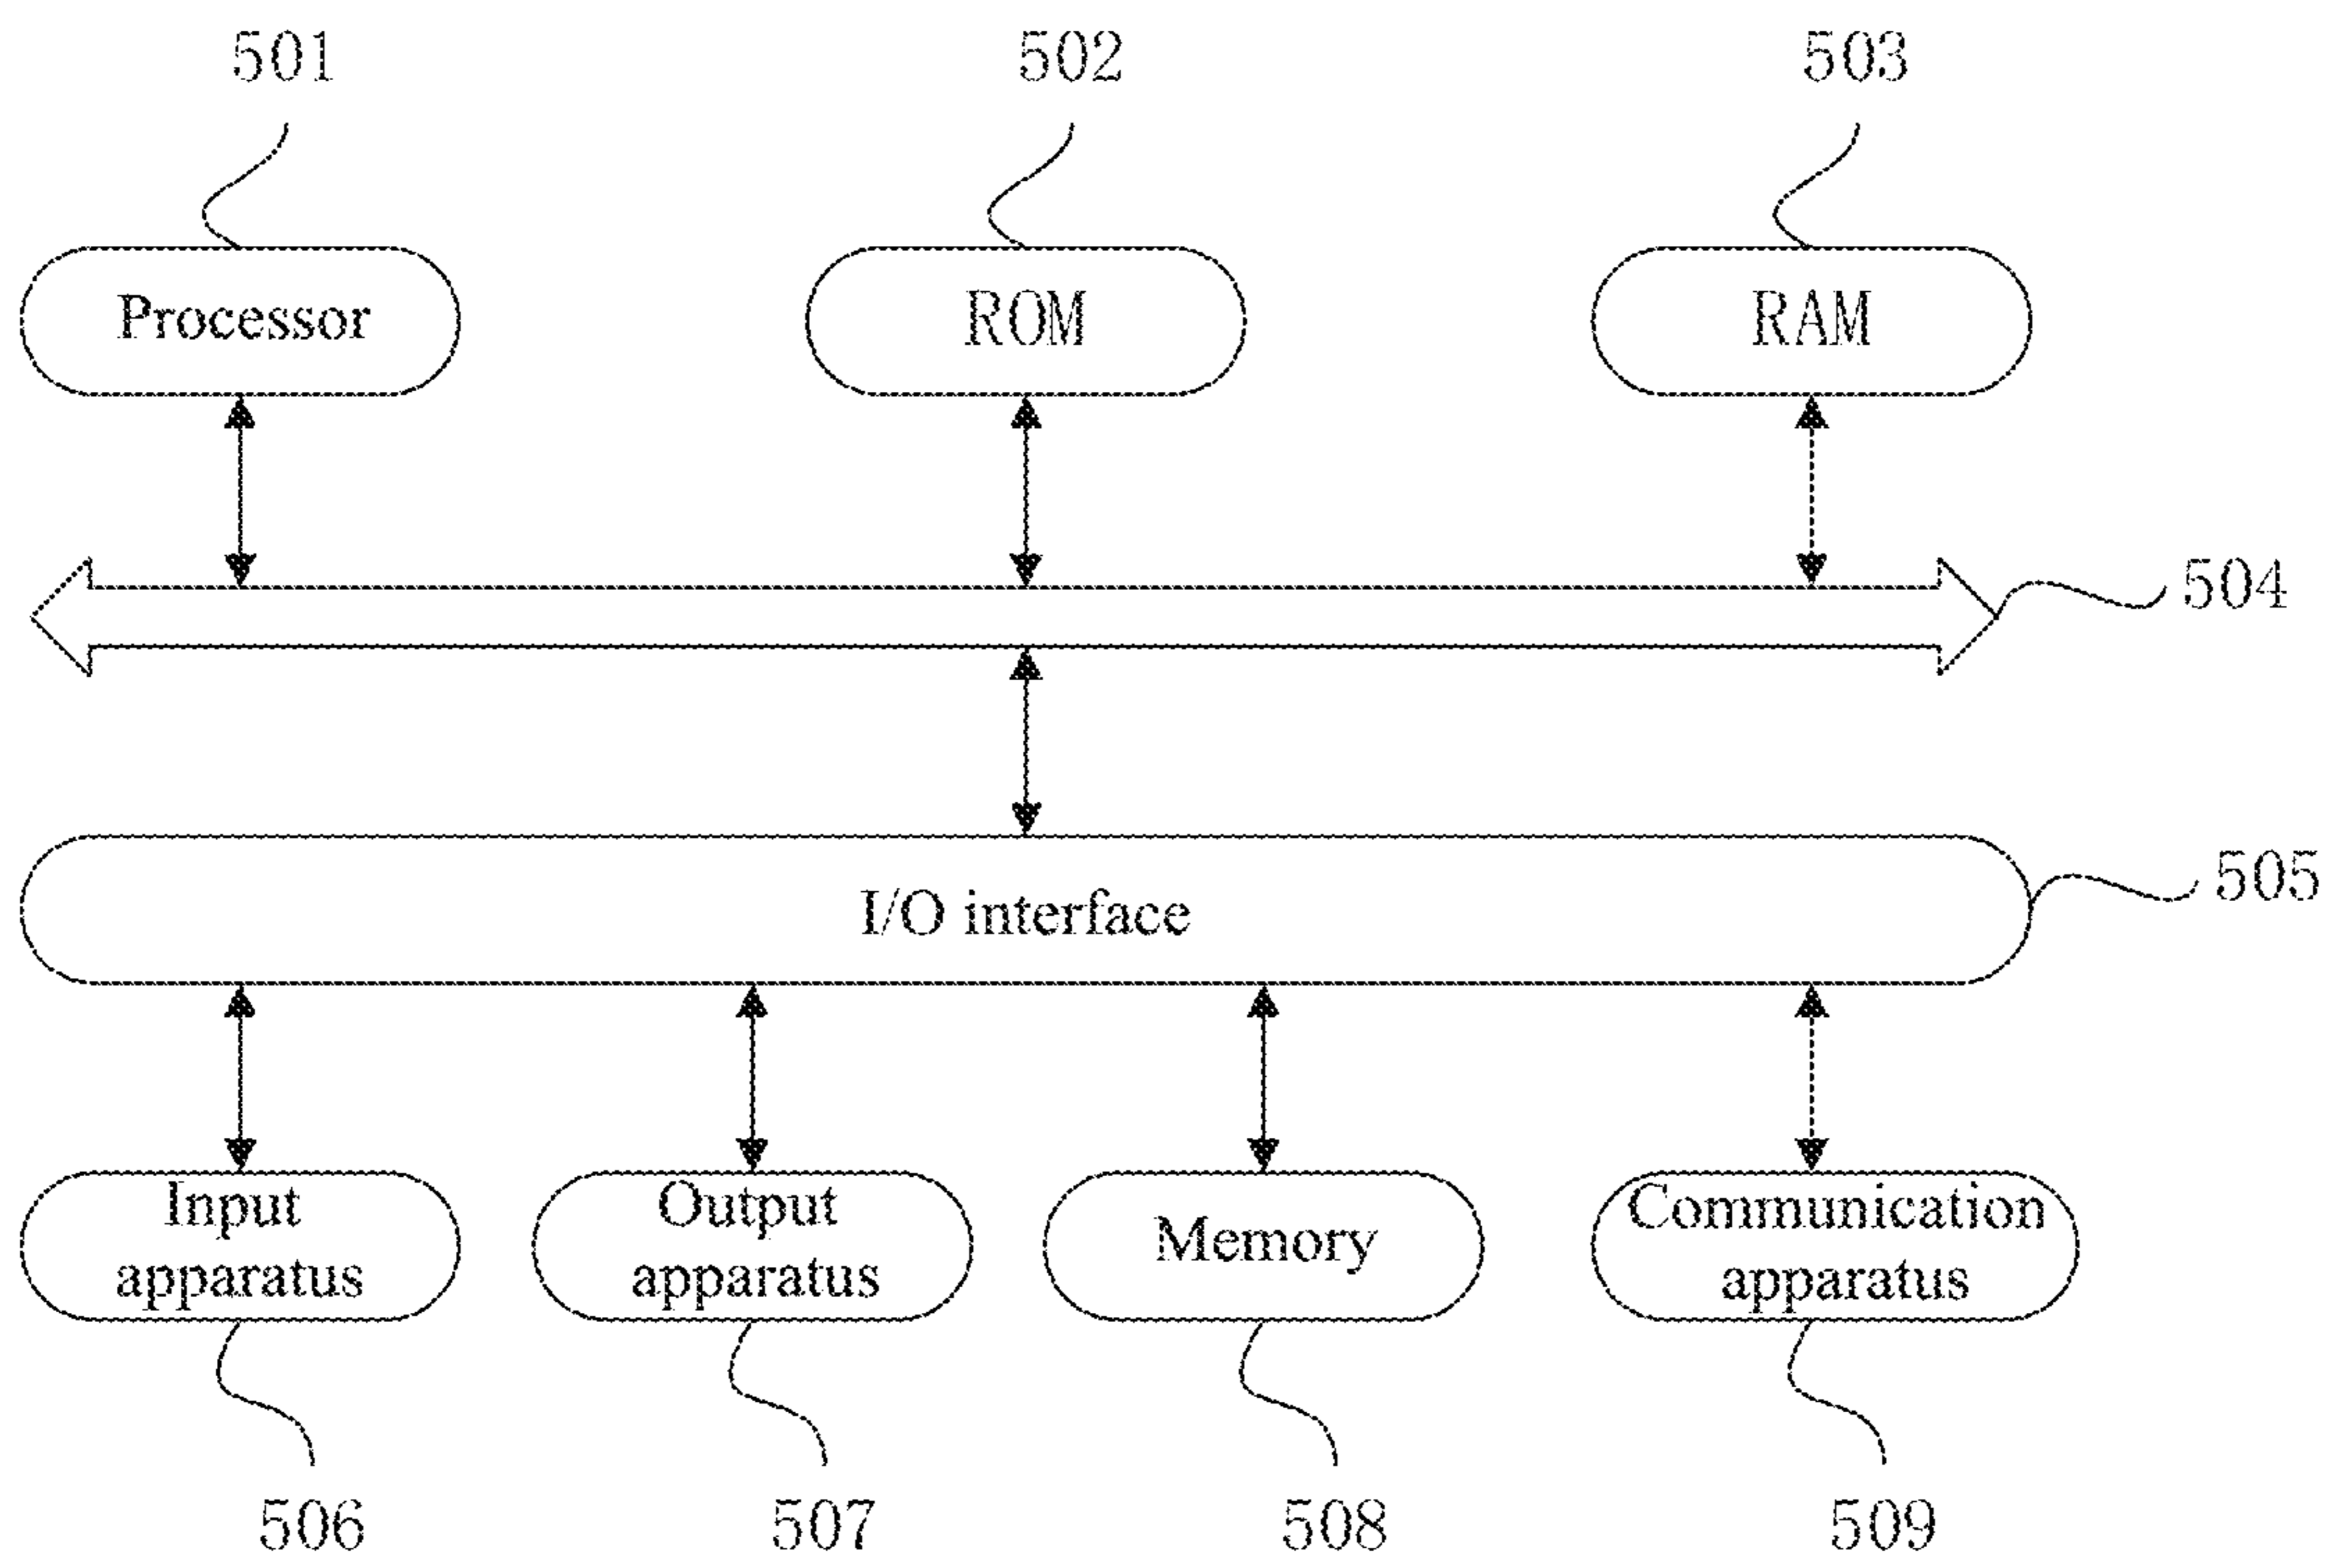 501
502
503
Processor
ROM
RAM
504
I/O interface
505
Input
apparatus
Output
apparatus
Memory
Communication
apparatus
506
507
508
509